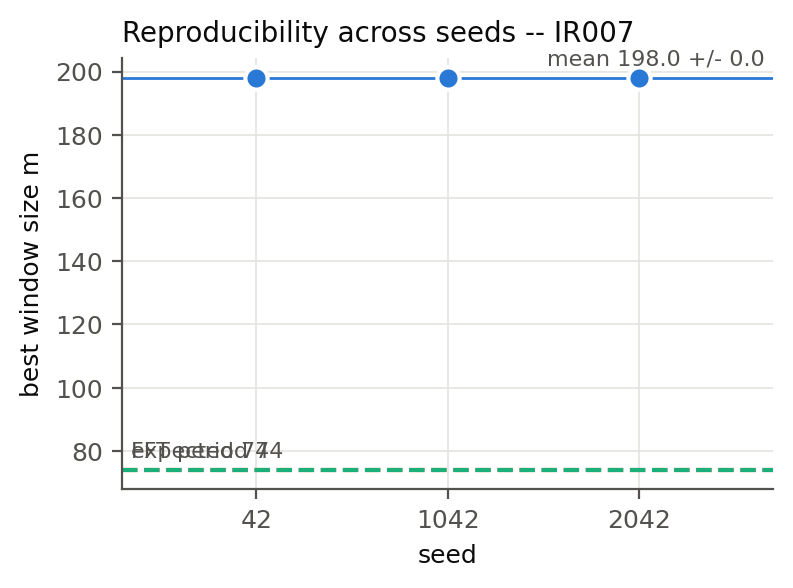 Reproducibility across seeds -- IR007
mean 198.0 +/- 0.0
200
180
160
140
120
100
80
best window size m
42
1042
2042
seed